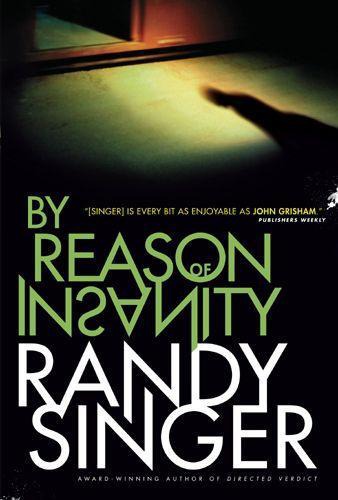 "[SINGER] IS EVERY BIT AS ENJOYABLE AS JOHN GRISHAM."
PUBLISHERS WEEKLY
BY
REASON OF
INSANITY
RANDY
SINGER
AWARD-WINNING AUTHOR OF DIRECTED VERDICT